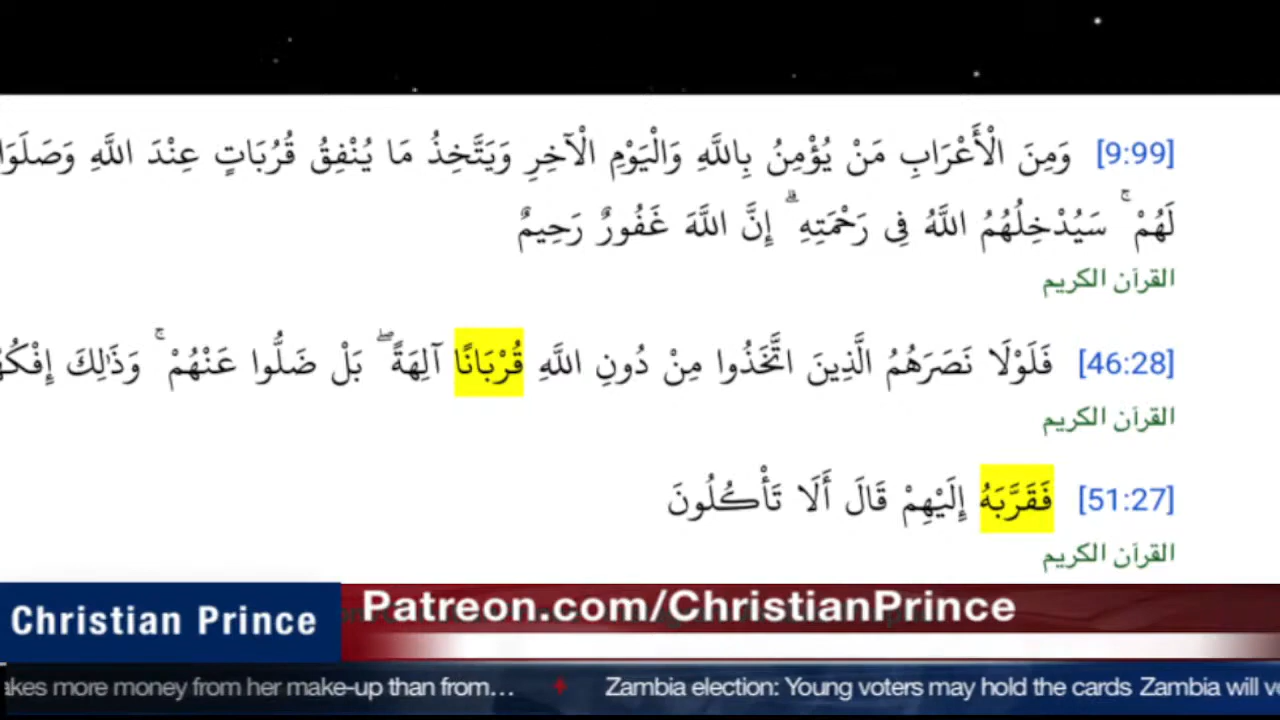 [9:99] وَمِنَ الْأَعْرَابِ مَنْ يُؤْمِنُ بِاللَّهِ وَالْيَوْمِ الْآخِرِ وَيَتَّخِذُ مَا يُنْفِقُ قُرُبَاتٍ عِنْدَ اللَّهِ وَصَلَوَا
لَهُمْ ۚ سَيُدْخِلُهُمُ اللَّهُ فِى رَحْمَتِهِ ۗ إِنَّ اللَّهَ غَفُورٌ رَحِيمٌ
القرآن الكريم
[46:28] فَلَوْلَا نَصَرَهُمُ الَّذِينَ اتَّخَذُوا مِنْ دُونِ اللَّهِ قُرْبَانًا آلِهَةً ۖ بَلْ ضَلُّوا عَنْهُمْ ۚ وَذَٰلِكَ إِفْكُهُ
القرآن الكريم
[51:27] فَقَرَّبَهُ إِلَيْهِمْ قَالَ أَلَا تَأْكُلُونَ
القرآن الكريم
Christian Prince
Patreon.com/ChristianPrince
akes more money from her make-up than from… ♦ Zambia election: Young voters may hold the cards Zambia will v